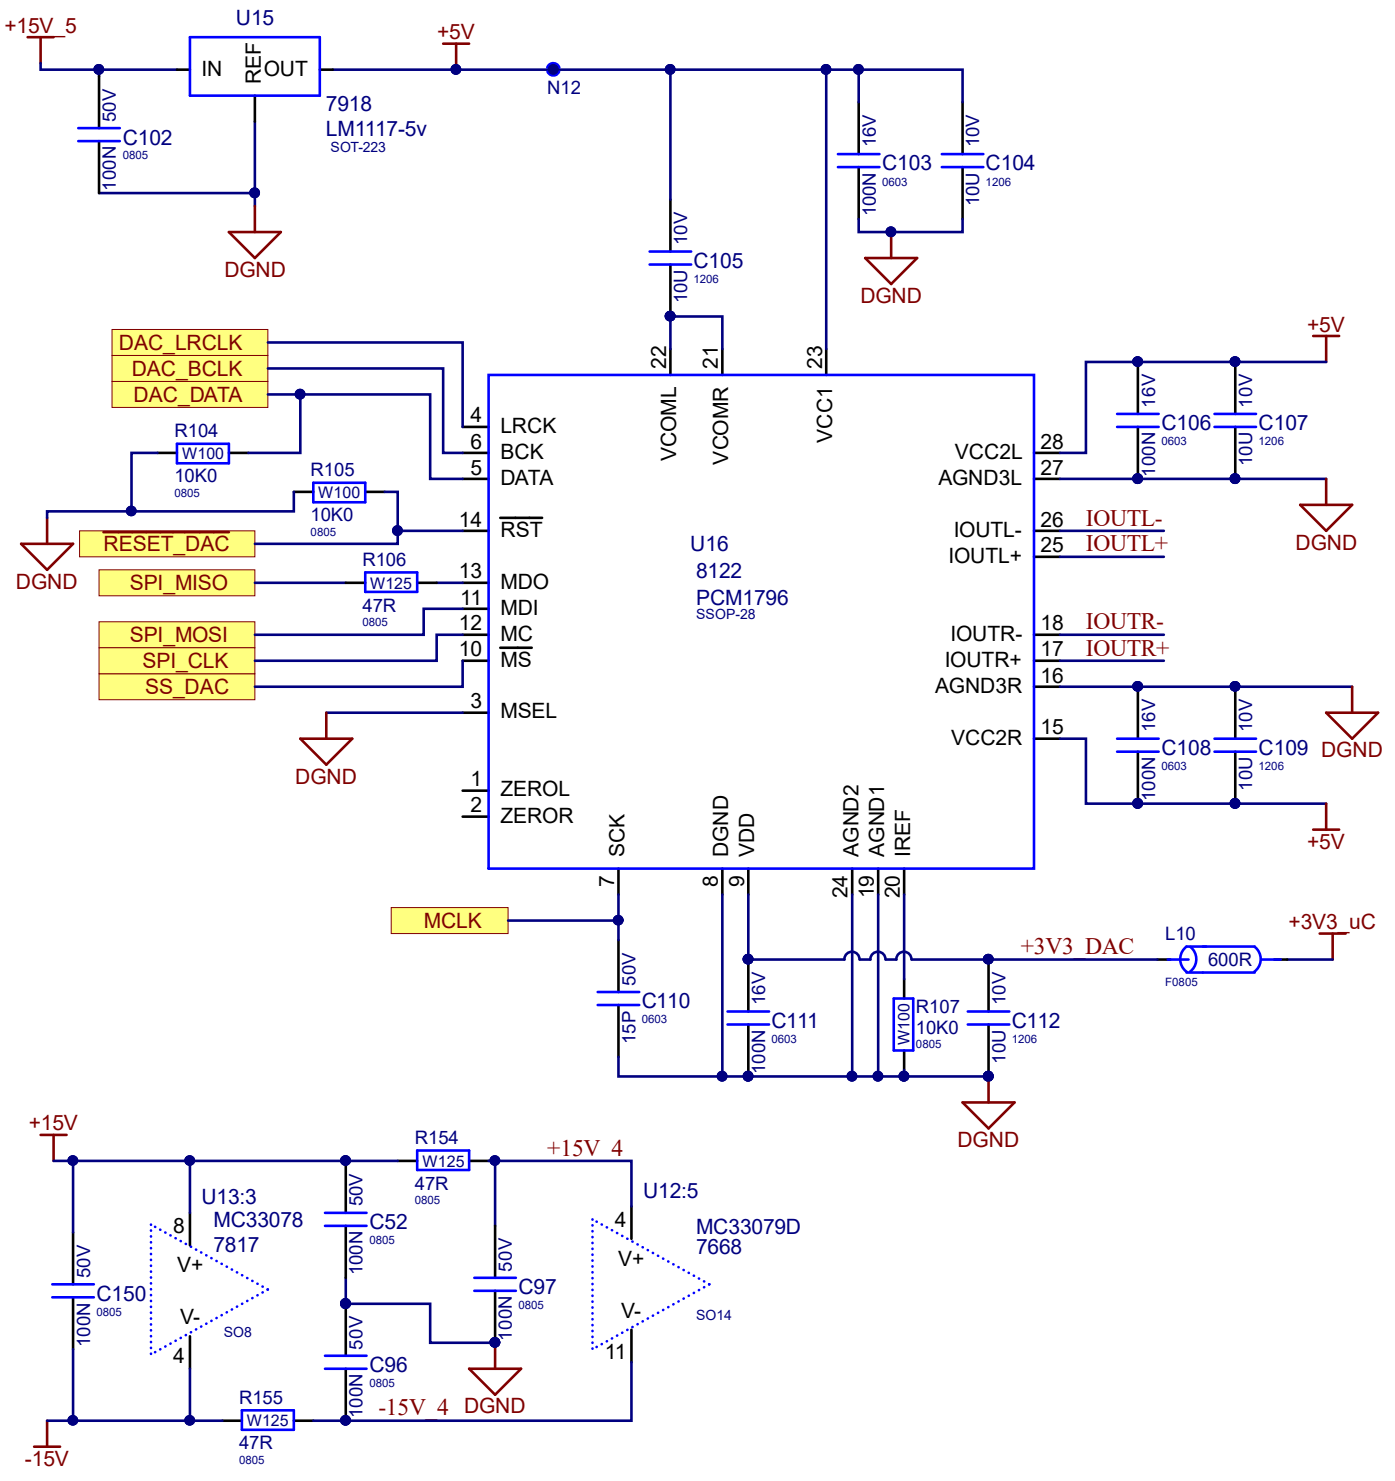 +15V_5
U15
IN
REF
OUT
7918
LM1117-5v
SOT-223
50V
C102
0805
100N
DGND
+5V
N12
10V
C105
10U
1206
16V
C103
100N
0603
10V
C104
10U
1206
DGND
DAC_LRCLK
DAC_BCLK
DAC_DATA
R104
W100
10K0
0805
R105
W100
10K0
0805
DGND
RESET_DAC
SPI_MISO
R106
W125
47R
0805
SPI_MOSI
SPI_CLK
SS_DAC
DGND
4
LRCK
6
BCK
5
DATA
14
RST
13
MDO
11
MDI
12
MC
10
MS
3
MSEL
1
ZEROL
2
ZEROR
22
VCOML
21
VCOMR
23
VCC1
U16
8122
PCM1796
SSOP-28
VCC2L
28
AGND3L
27
IOUTL-
26
IOUTL-
IOUTL+
25
IOUTL+
IOUTR-
18
IOUTR-
IOUTR+
17
IOUTR+
AGND3R
16
VCC2R
15
+5V
16V
C106
100N
0603
10V
C107
10U
1206
DGND
16V
C108
100N
0603
10V
C109
10U
1206
DGND
+5V
SCK
7
DGND
8
VDD
9
AGND2
24
AGND1
19
IREF
20
MCLK
50V
C110
15P
0603
16V
C111
100N
0603
W100
R107
10K0
0805
10V
C112
10U
1206
+3V3_DAC
L10
600R
F0805
+3V3_uC
DGND
+15V
50V
C150
100N
0805
U13:3
MC33078
7817
8
V+
V-
4
SO8
50V
C52
100N
0805
50V
C96
100N
0805
R154
W125
47R
0805
+15V_4
50V
C97
100N
0805
DGND
U12:5
MC33079D
7668
4
V+
V-
11
SO14
R155
W125
47R
0805
-15V_4
-15V